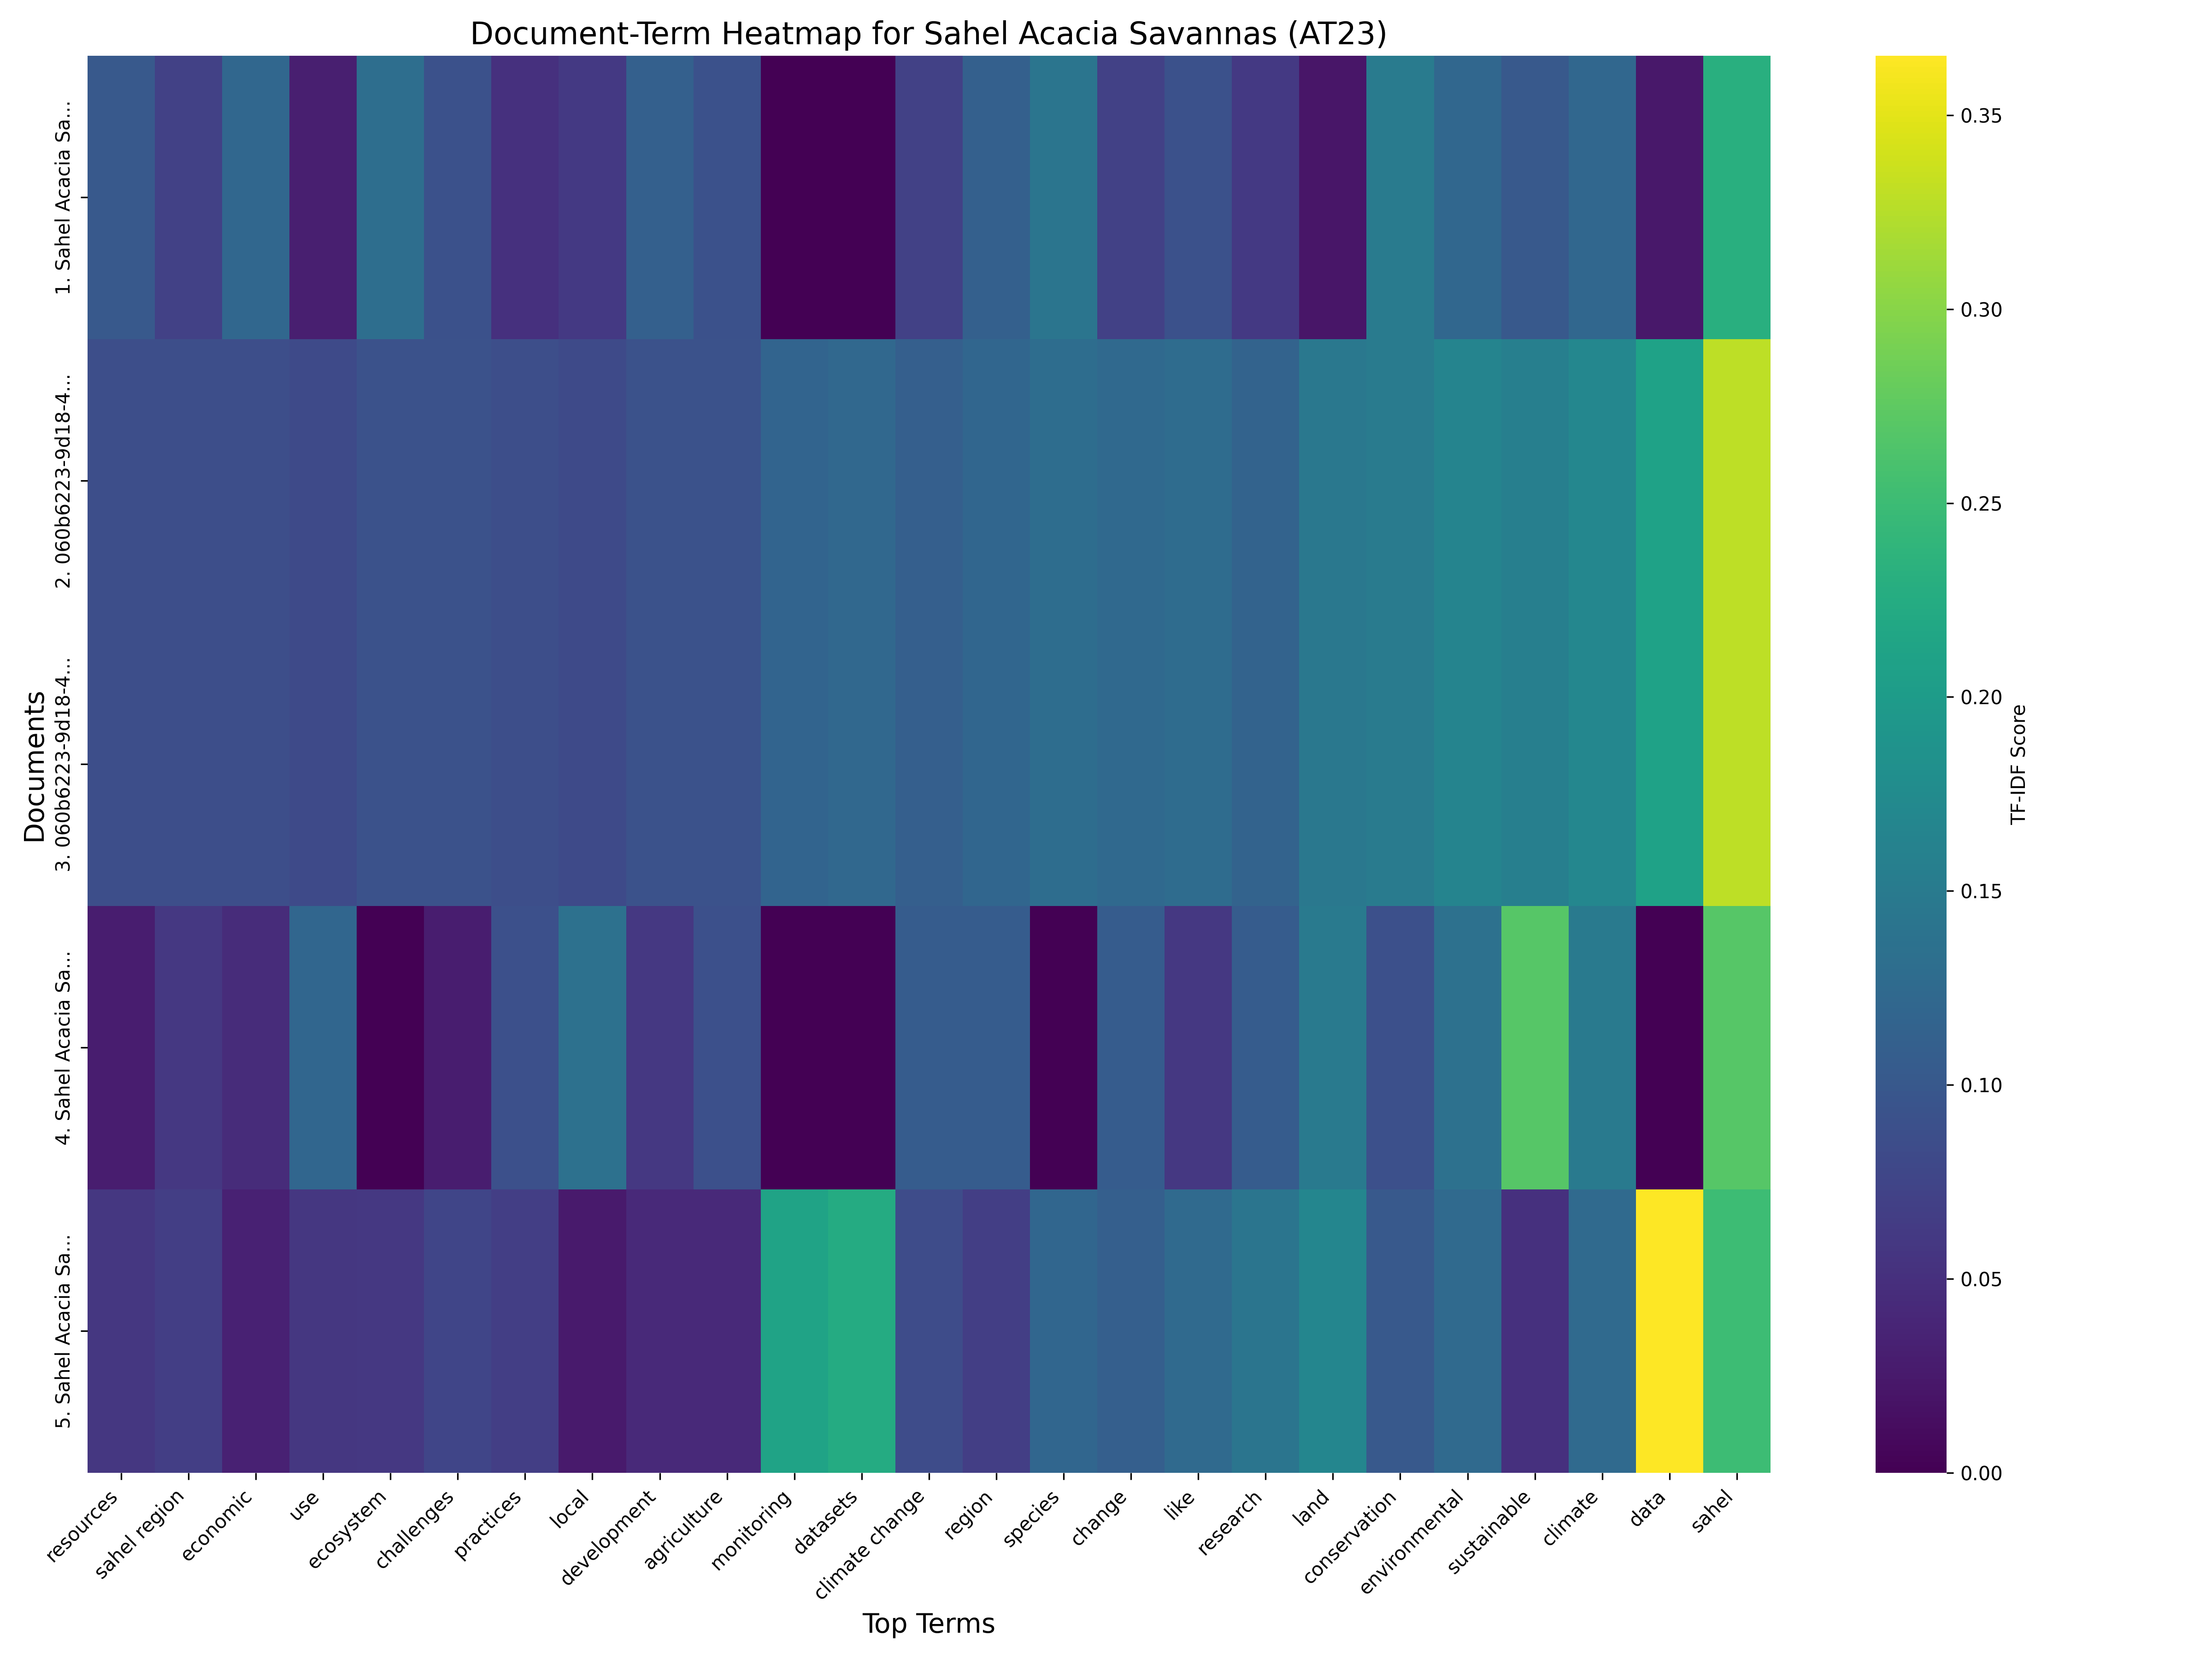 Document-Term Heatmap for Sahel Acacia Savannas (AT23)
Documents
1. Sahel Acacia Sa...
2. 060b6223-9d18-4...
3. 060b6223-9d18-4...
4. Sahel Acacia Sa...
5. Sahel Acacia Sa...
resources
sahel region
economic
use
ecosystem
challenges
practices
local
development
agriculture
monitoring
datasets
climate change
region
species
change
like
research
land
conservation
environmental
sustainable
climate
data
sahel
Top Terms
0.35
0.30
0.25
0.20
0.15
0.10
0.05
0.00
TF-IDF Score